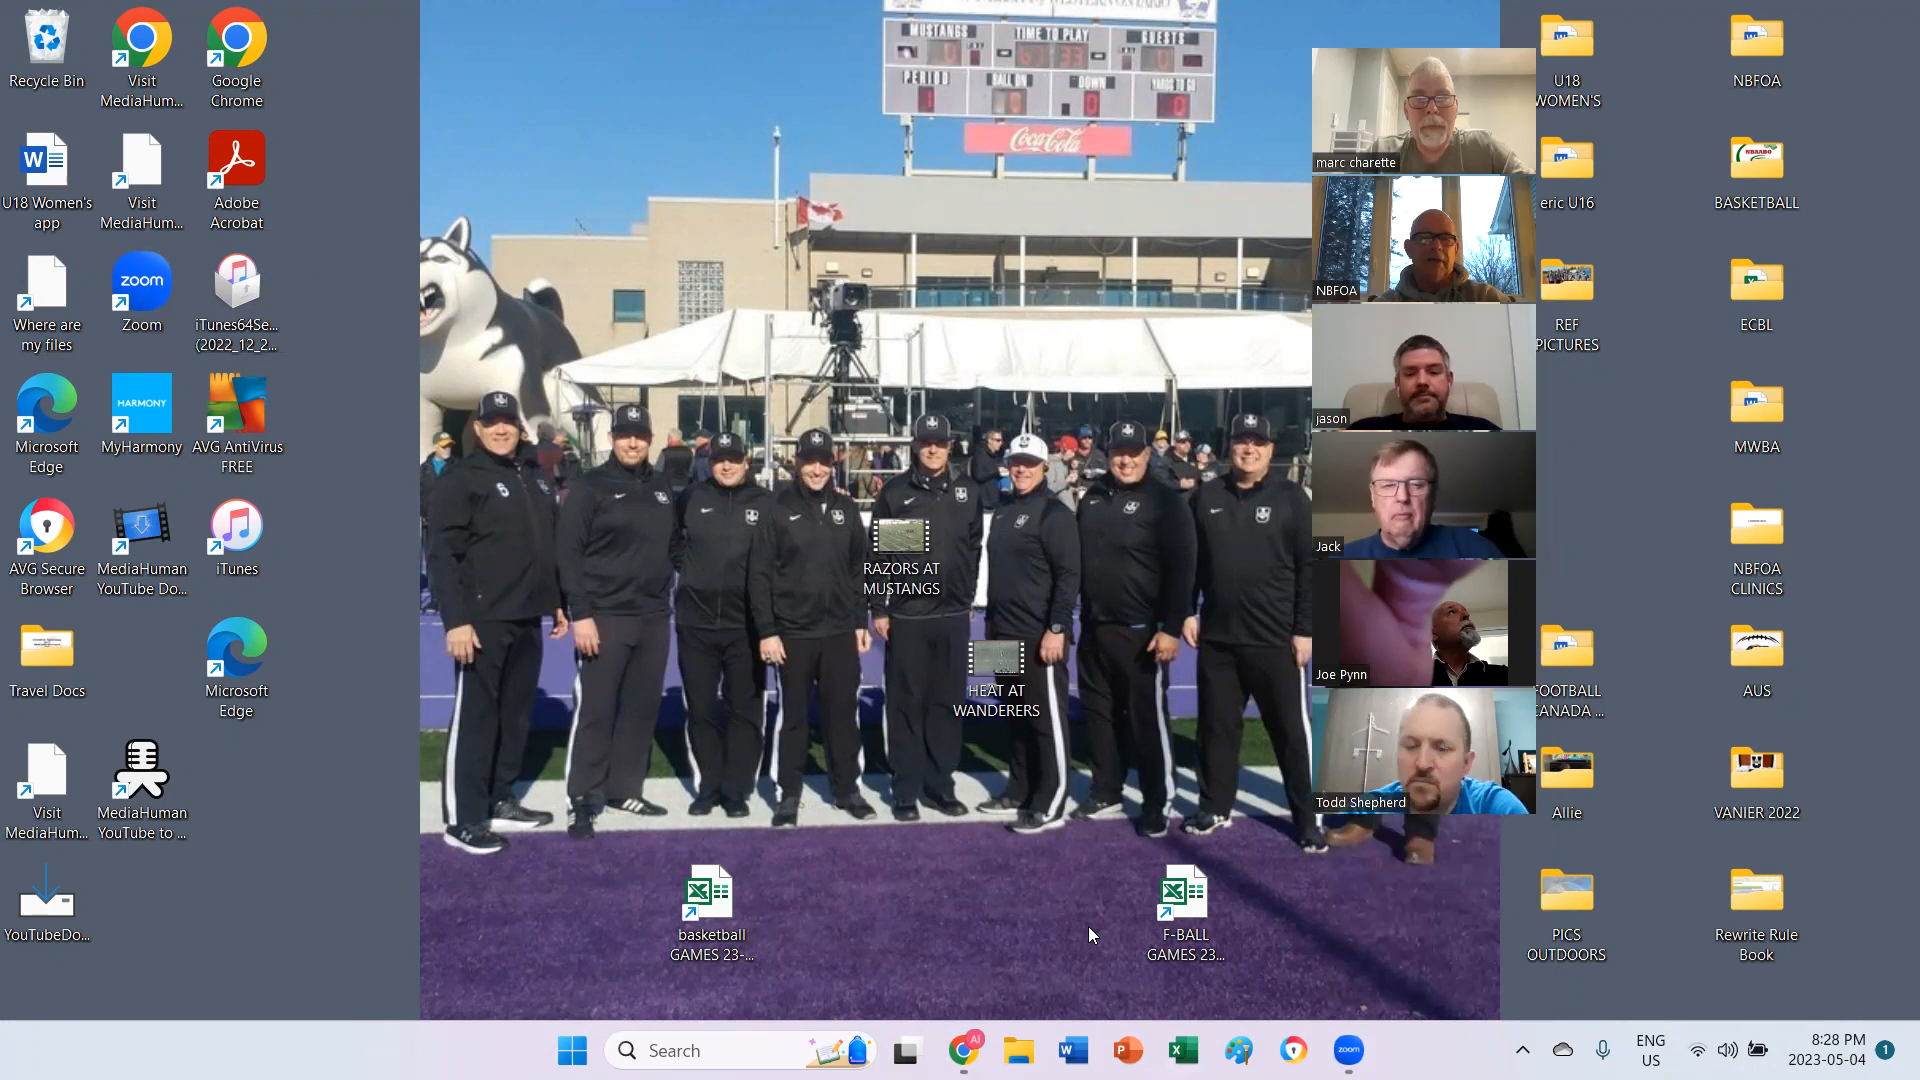 Recycle Bin
Visit
MediaHum...
Google
Chrome
U18 Women's
app
Visit
MediaHum...
Adobe
Acrobat
Where are
my files
zoom
Zoom
iTunes64Se...
(2022_12_2...
Microsoft
Edge
HARMONY
MyHarmony
AVG AntiVirus
FREE
AVG Secure
Browser
MediaHuman
YouTube Do...
iTunes
Travel Docs
Microsoft
Edge
Visit
MediaHum...
MediaHuman
YouTube to ...
YouTubeDo...
MUSTANGS
TIME TO PLAY
GUESTS
PERIOD
BALL ON
DOWN
YARDS TO GO
Coca-Cola
RAZORS AT
MUSTANGS
HEAT AT
WANDERERS
basketball
GAMES 23-...
F-BALL
GAMES 23...
marc charette
NBFOA
jason
Jack
Joe Pynn
Todd Shepherd
U18
WOMEN'S
eric U16
REF
PICTURES
FOOTBALL
CANADA ...
Allie
PICS
OUTDOORS
NBFOA
BASKETBALL
ECBL
MWBA
NBFOA
CLINICS
AUS
VANIER 2022
Rewrite Rule
Book
Search
AI
zoom
ENG
US
8:28 PM
2023-05-04
1